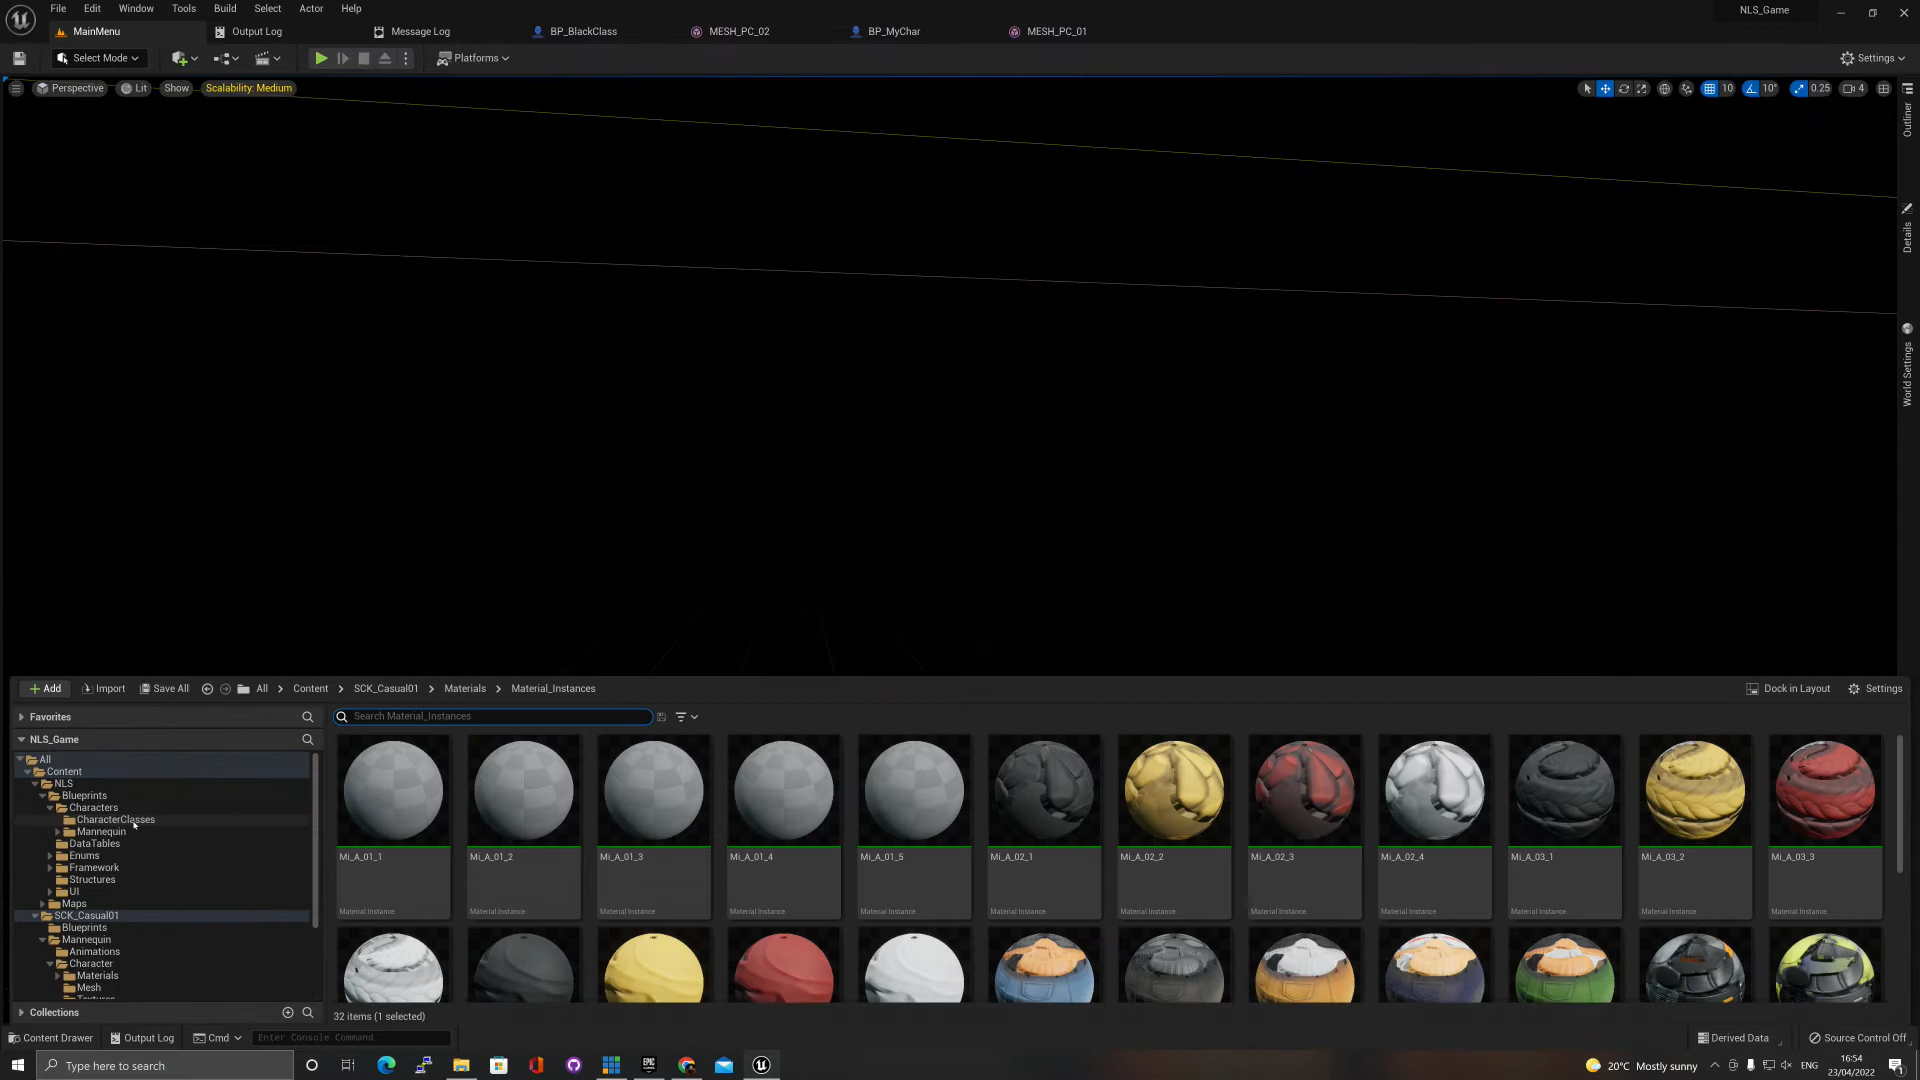 File Edit Window Tools Build Select Actor Help
NLS_Game
MainMenu Output Log Message Log BP_BlackClass MESH_PC_02 BP_MyChar MESH_PC_01
Select Mode Platforms Settings
Perspective Lit Show Scalability: Medium 10 10° 0.25 4
Outliner
Details
World Settings
Add Import Save All All Content SCK_Casual01 Materials Material_Instances Dock in Layout Settings
Favorites
Search Material_Instances
NLS_Game
All
Content
NLS
Blueprints
Characters
CharacterClasses
Mannequin
DataTables
Enums
Framework
Structures
UI
Maps
SCK_Casual01
Blueprints
Mannequin
Animations
Character
Materials
Mesh
Textures
Mi_A_01_1 Mi_A_01_2 Mi_A_01_3 Mi_A_01_4 Mi_A_01_5 Mi_A_02_1 Mi_A_02_2 Mi_A_02_3 Mi_A_02_4 Mi_A_03_1 Mi_A_03_2 Mi_A_03_3
Material Instance Material Instance Material Instance Material Instance Material Instance Material Instance Material Instance Material Instance Material Instance Material Instance Material Instance Material Instance
Collections
32 items (1 selected)
Content Drawer Output Log Cmd Enter Console Command Derived Data Source Control Off
Type here to search
EPIC GAMES
20°C Mostly sunny ENG
16:54
23/04/2022
1